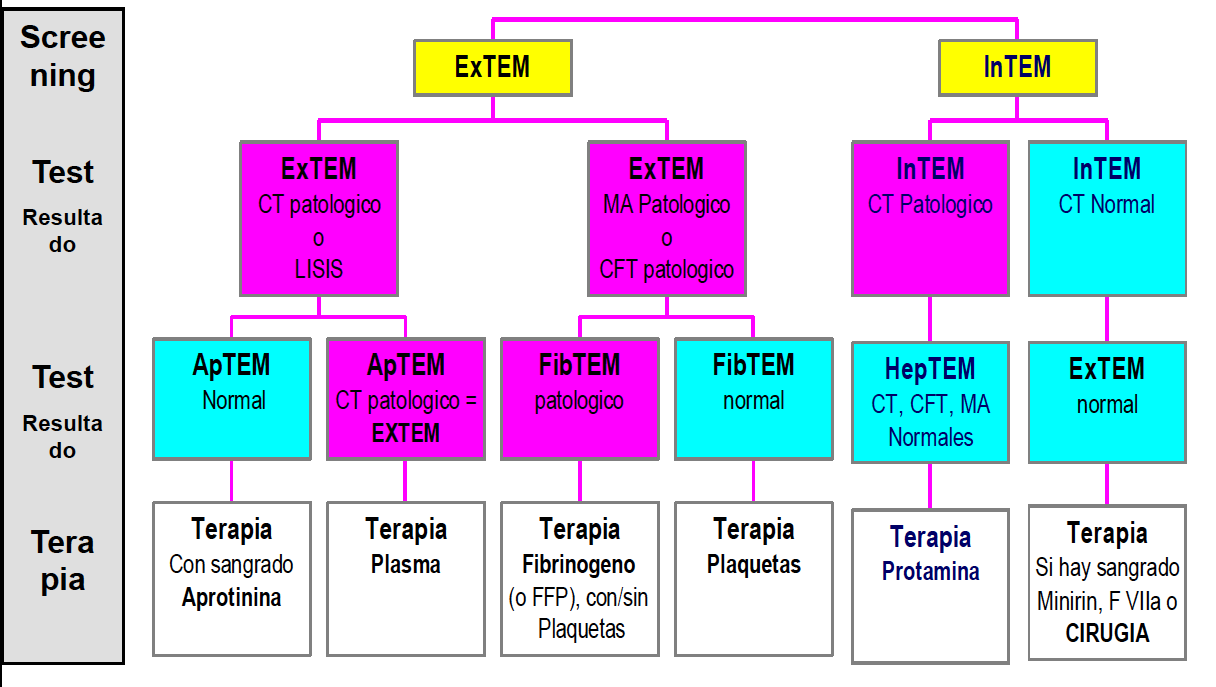 Scree
ning
ExTEM
InTEM
Test
Resulta
do
ExTEM
CT patologico
o
LISIS
ExTEM
MA Patologico
o
CFT patologico
InTEM
CT Patologico
InTEM
CT Normal
Test
Resulta
do
ApTEM
Normal
ApTEM
CT patologico =
EXTEM
FibTEM
patologico
FibTEM
normal
HepTEM
CT, CFT, MA
Normales
ExTEM
normal
Tera
pia
Terapia
Con sangrado
Aprotinina
Terapia
Plasma
Terapia
Fibrinogeno
(o FFP), con/sin
Plaquetas
Terapia
Plaquetas
Terapia
Protamina
Terapia
Si hay sangrado
Minirin, F VIIa o
CIRUGIA